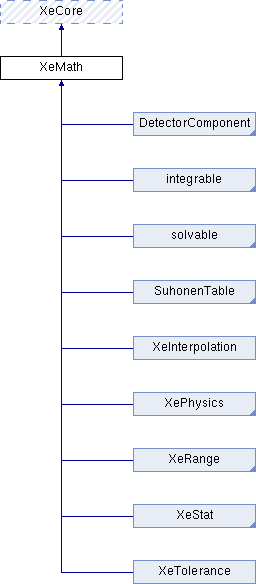 XeCore
XeMath
DetectorComponent
integrable
solvable
SuhonenTable
XeInterpolation
XePhysics
XeRange
XeStat
XeTolerance